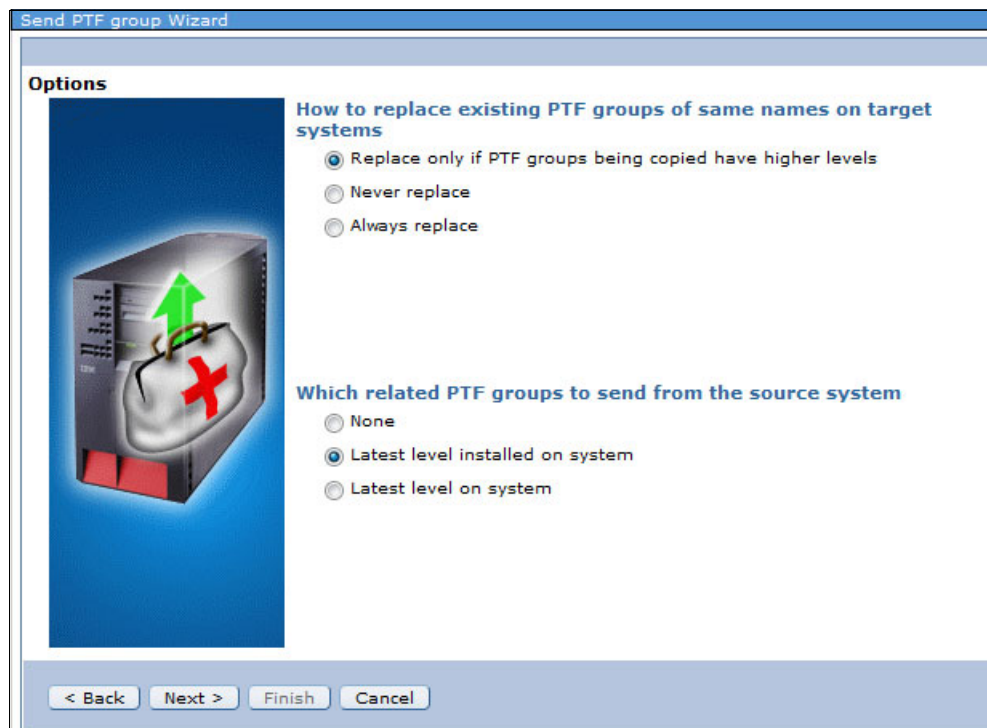 Send PTF group Wizard
Options
How to replace existing PTF groups of same names on target
systems
Replace only if PTF groups being copied have higher levels
Never replace
Always replace
IBM
Which related PTF groups to send from the source system
None
Latest level installed on system
Latest level on system
< Back Next > Finish Cancel